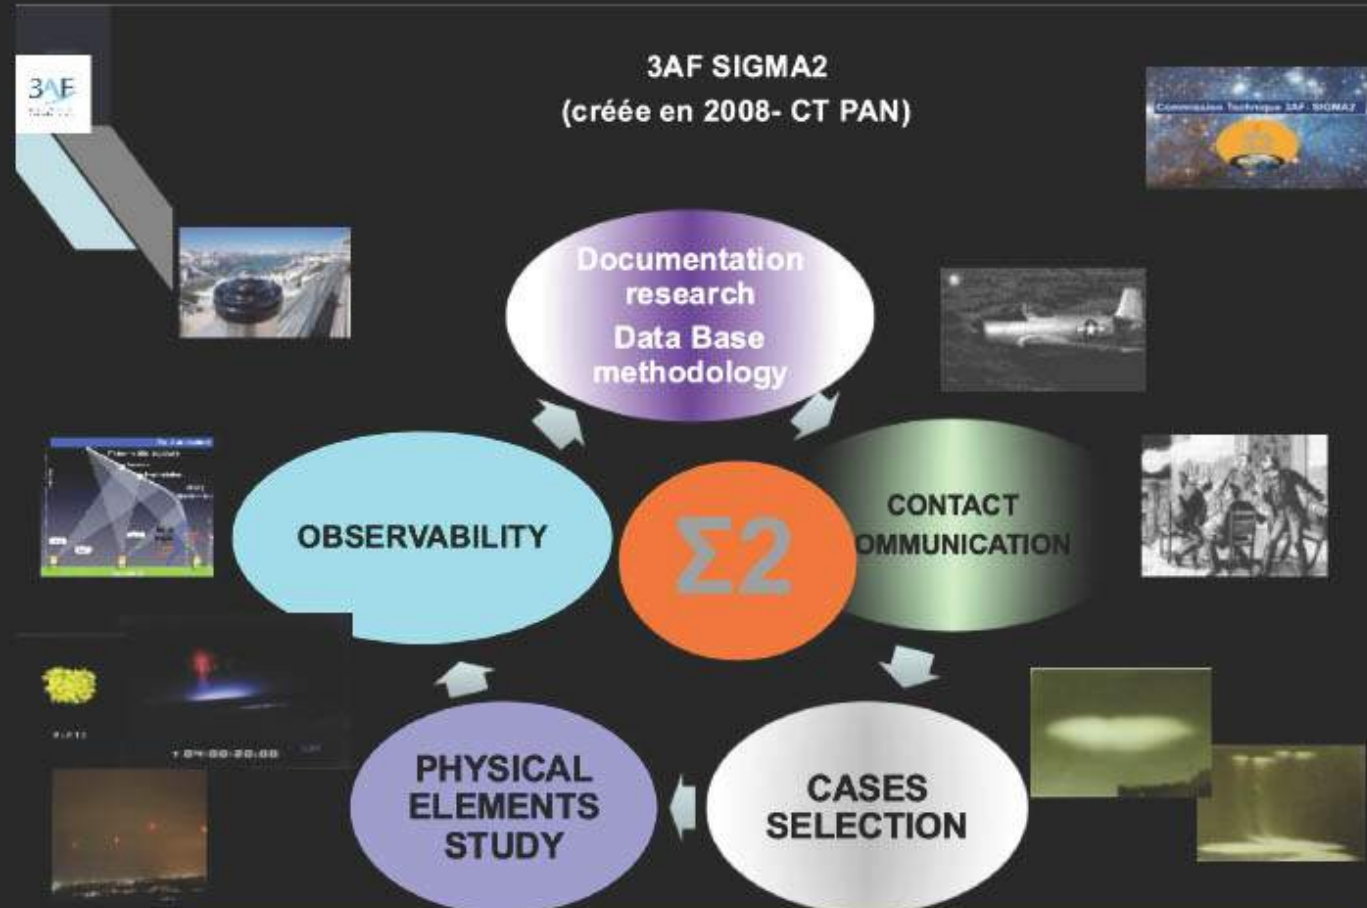 3AF
3AF SIGMA2
(créée en 2008- CT PAN)
Commission Technique 3AF- SIGMA2
Documentation
research
Data Base
methodology
OBSERVABILITY
Σ2
CONTACT
OMMUNICATION
PHYSICAL
ELEMENTS
STUDY
CASES
SELECTION